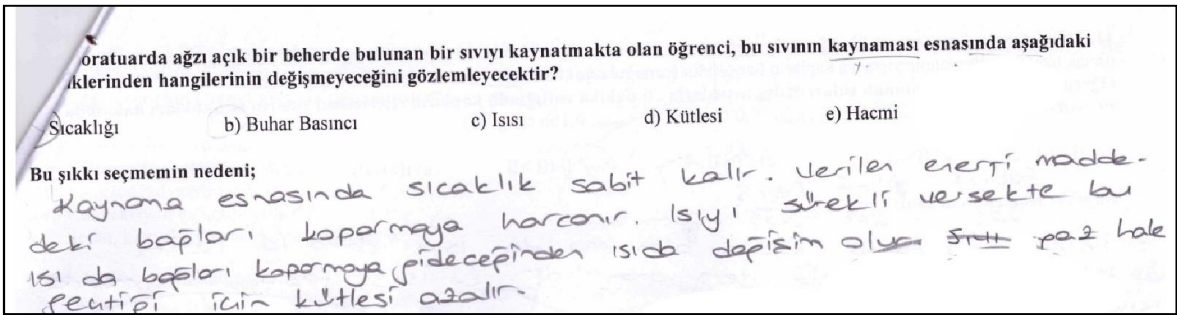 oratuarda ağzı açık bir beherde bulunan bir sıvıyı kaynatmakta olan öğrenci, bu sıvının kaynaması esnasında aşağıdaki
klerinden hangilerinin değişmeyeceğini gözlemleyecektir?
Sıcaklığı b) Buhar Basıncı c) Isısı d) Kütlesi e) Hacmi
Bu şıkkı seçmemin nedeni;
Kaynama esnasında sıcaklık sabit kalır. Verilen enerji madde-
deki bağları koparmaya harcanır. Isıyı sürekli versekte bu
ısı da bağları koparmaya gideceğinden ısıda değişim olur gaz hale
geçtiği için kütlesi azalır.